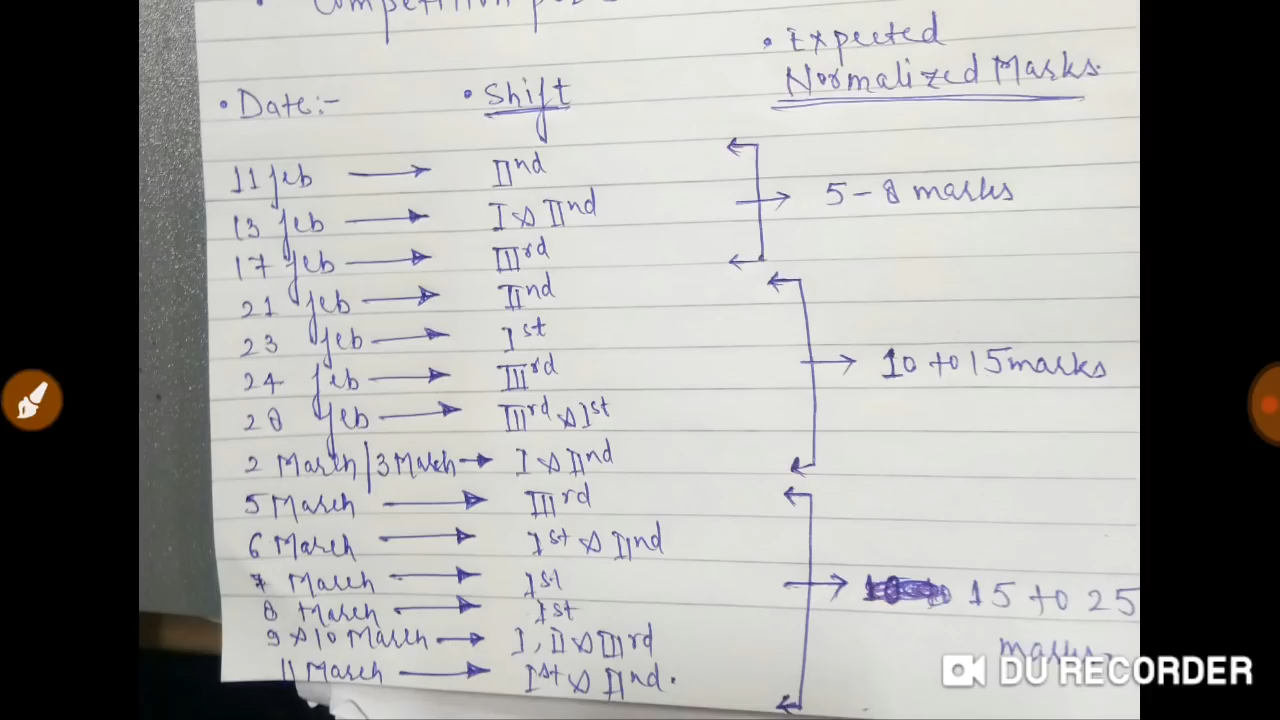 • Competition
• Expected
Normalized Marks.
• Date:-
• Shift
11 feb → IInd
13 feb → I & IInd
17 feb → IIIrd
5 - 8 marks
21 feb → IInd
23 feb → Ist
24 feb → IIIrd
28 feb → IIIrd & Ist
2 March/3 March → I & IInd
10 to 15 marks
5 March → IIIrd
6 March → Ist & IInd
7 March → Ist
8 March → Ist
9 & 10 March → I, II & IIIrd
11 March → Ist & IInd.
15 to 25
marks.
DU RECORDER